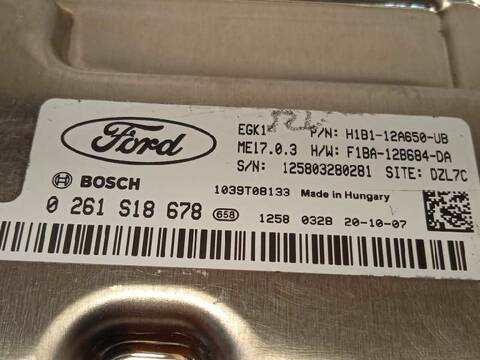 Ford
EGK1 P/N: H1B1-12A650-UB
ME17.0.3 H/W: F1BA-12B684-DA
S/N: 125803280281 SITE: DZL7C
BOSCH
1039T08133 Made in Hungary
0 261 S18 678 658 1258 0328 20-10-07